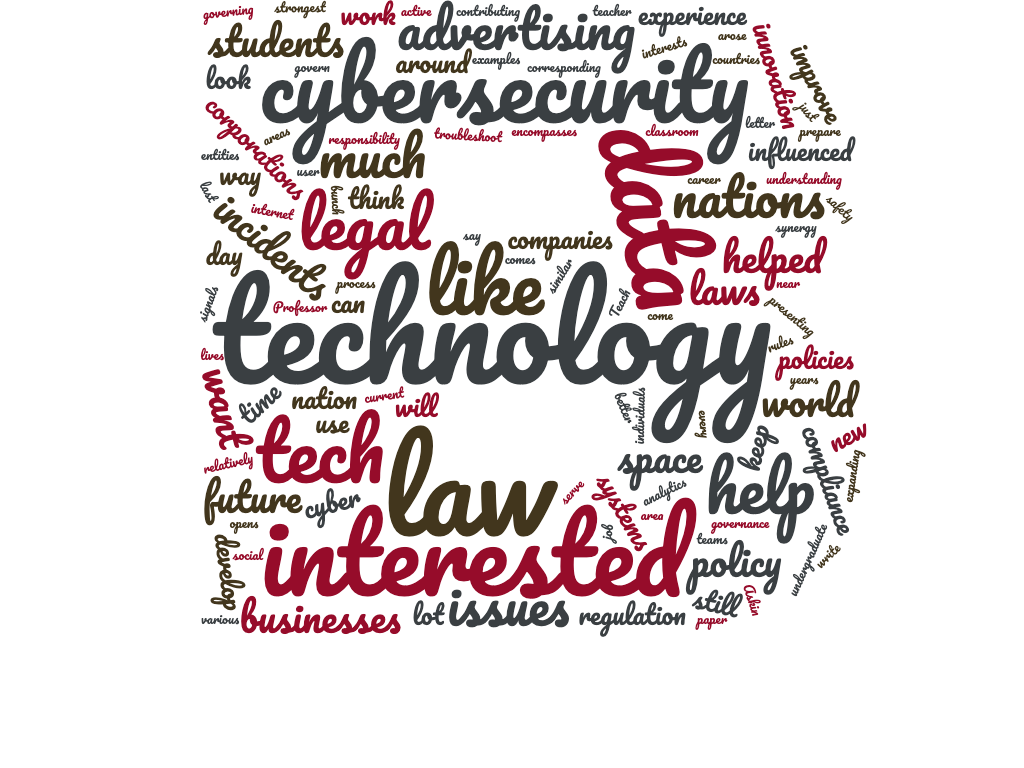 governing
strongest
work
active
contributing
teacher
experience
students
advertising
interests
arose
innovation
improve
look
govern
around
examples
corresponding
countries
cybersecurity
just
corporations
areas
responsibility
troubleshoot
encompasses
classroom
letter
prepare
entities
user
much
data
influenced
way
career
understanding
last
bunch
think
nations
safety
incidents
internet
legal
say
companies
synergy
day
comes
similar
helped
process
like
laws
near
signals
Professor
can
Teach
come
presenting
technology
rules
lives
policies
want
time
nation
current
will
better
individuals
every
years
world
use
tech
law
keep
compliance
new
relatively
space
expanding
future
cyber
serve
systems
analytics
help
opens
job
area
governance
develop
social
interested
teams
undergraduate
write
policy
various
businesses
lot
issues
regulation
still
Askin
paper